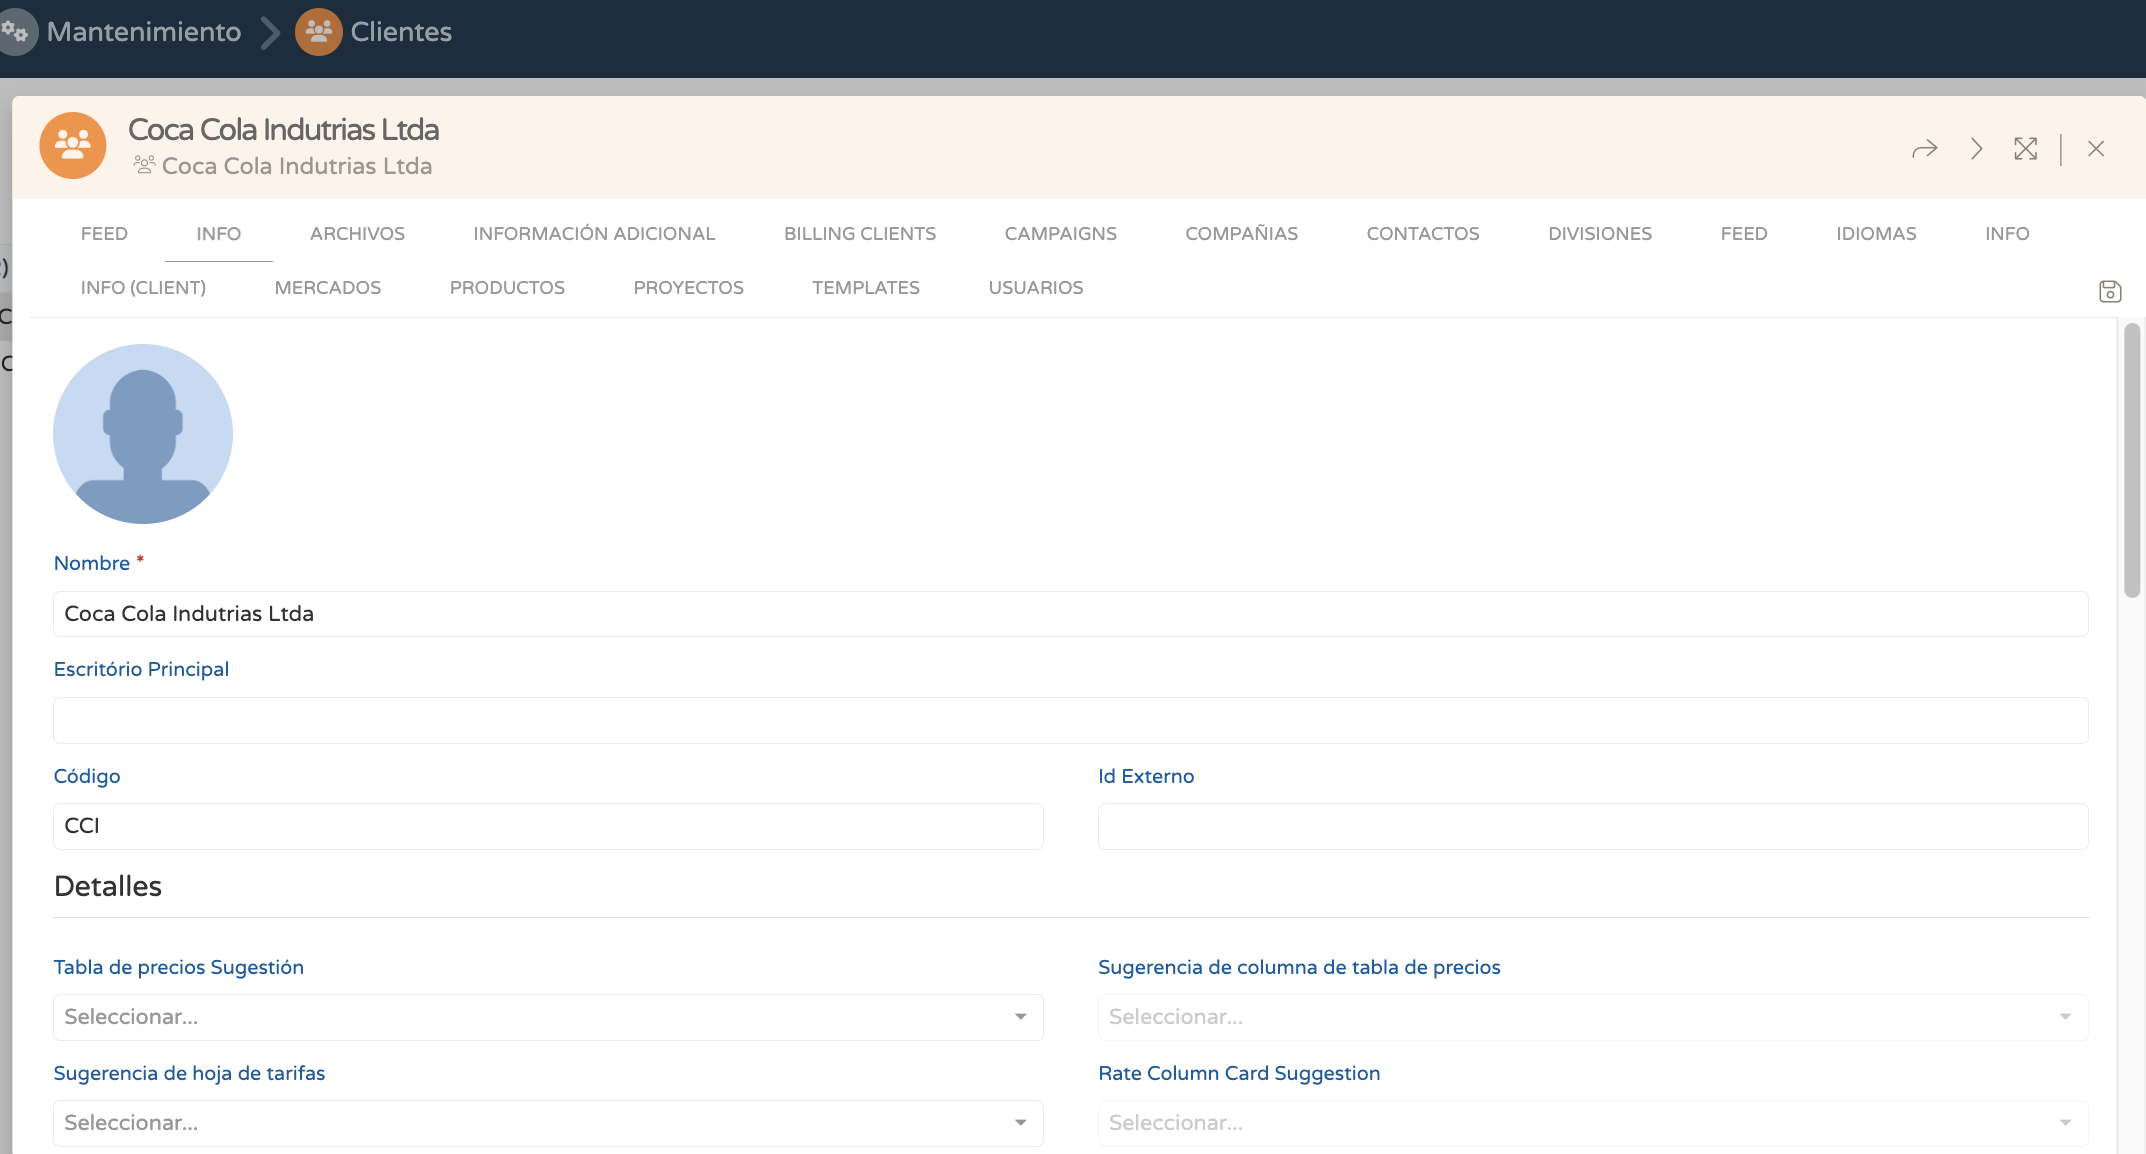 Mantenimiento
Clientes
Coca Cola Indutrias Ltda
Coca Cola Indutrias Ltda
FEED INFO ARCHIVOS INFORMACIÓN ADICIONAL BILLING CLIENTS CAMPAIGNS COMPAÑIAS CONTACTOS DIVISIONES FEED IDIOMAS INFO
INFO (CLIENT) MERCADOS PRODUCTOS PROYECTOS TEMPLATES USUARIOS
Nombre *
Coca Cola Indutrias Ltda
Escritório Principal
Código Id Externo
CCI
Detalles
Tabla de precios Sugestión Sugerencia de columna de tabla de precios
Seleccionar... Seleccionar...
Sugerencia de hoja de tarifas Rate Column Card Suggestion
Seleccionar... Seleccionar...